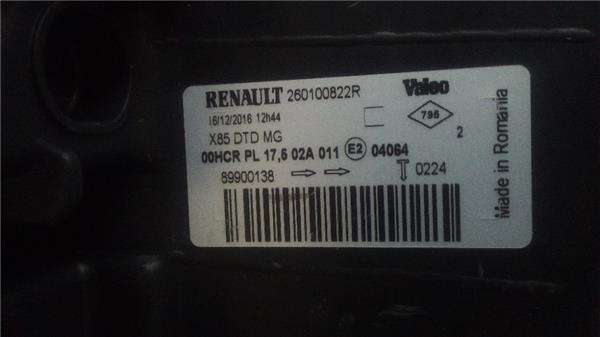 RENAULT 260100822R Valeo
16/12/2016 12h44 795
X85 DTD MG 2
00HCR PL 17,5 02A 011 E2 04064
89900138 0224
Made in Romania